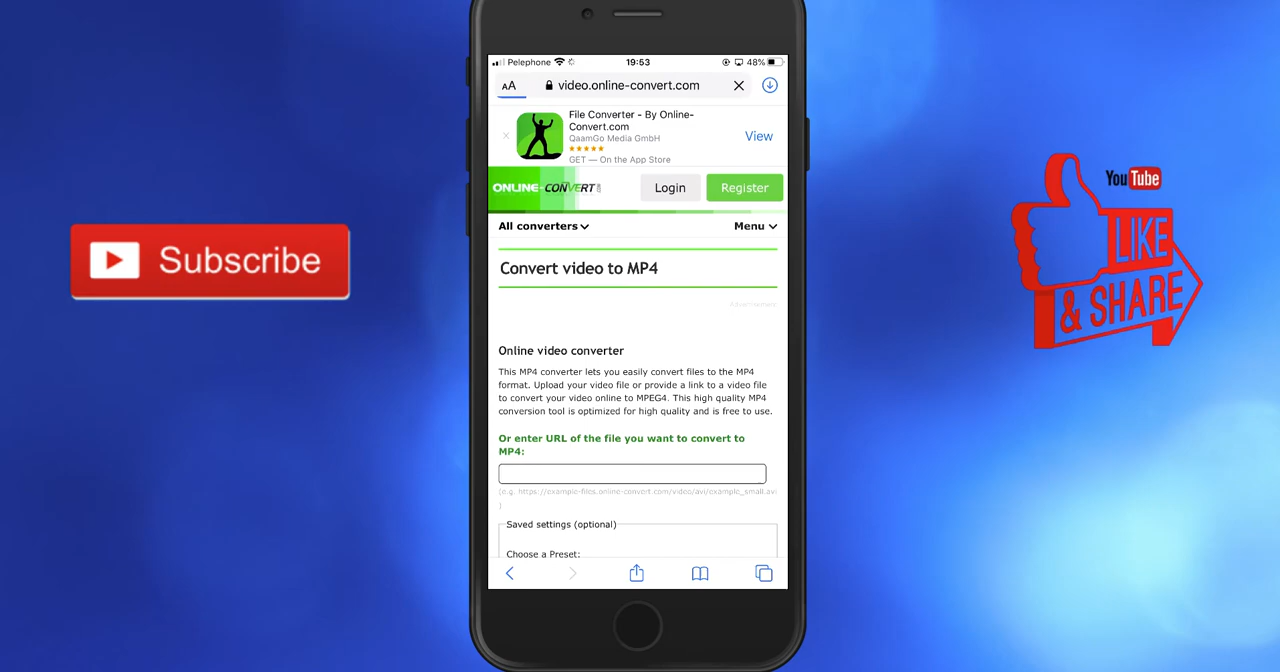 Pelephone
19:53
48%
AA
video.online-convert.com
File Converter - By Online-
Convert.com
QaamGo Media GmbH
GET — On the App Store
View
ONLINE-CONVERT
Login
Register
All converters
Menu
Convert video to MP4
Advertisement
Online video converter
This MP4 converter lets you easily convert files to the MP4
format. Upload your video file or provide a link to a video file
to convert your video online to MPEG4. This high quality MP4
conversion tool is optimized for high quality and is free to use.
Or enter URL of the file you want to convert to
MP4:
(e.g. https://example-files.online-convert.com/video/avi/example_small.avi
)
Saved settings (optional)
Choose a Preset:
Subscribe
YouTube
LIKE
& SHARE